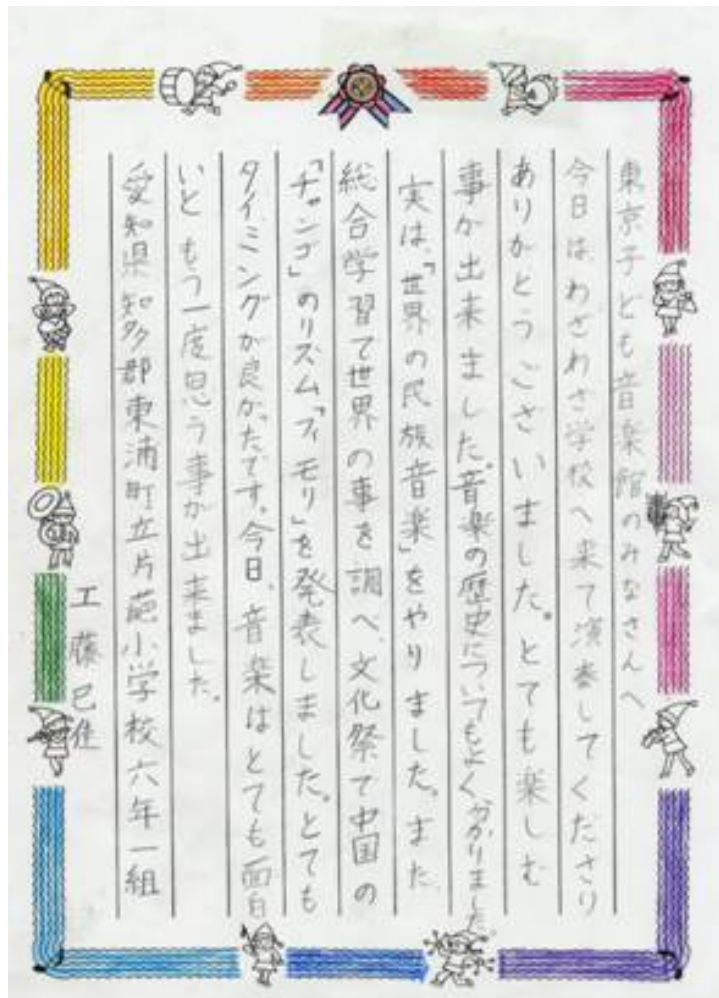 東京子ども音楽館のみなさんへ
今日は、わざわざ学校へ来て演奏してくださり
ありがとうございました。とても楽しむ
事が出来ました。音楽の歴史についてもよく分かりました。
実は、「世界の民族音楽」をやりました。また、
総合学習で世界の事を調べ、文化祭で中国の
「チャンゴ」のリズム「フィモリ」を発表しました。とても
タイミングが良かったです。今日、音楽はとても面白
いともう一度思う事が出来ました。
愛知県知多郡東浦町立片葩小学校六年一組
工藤巳佳